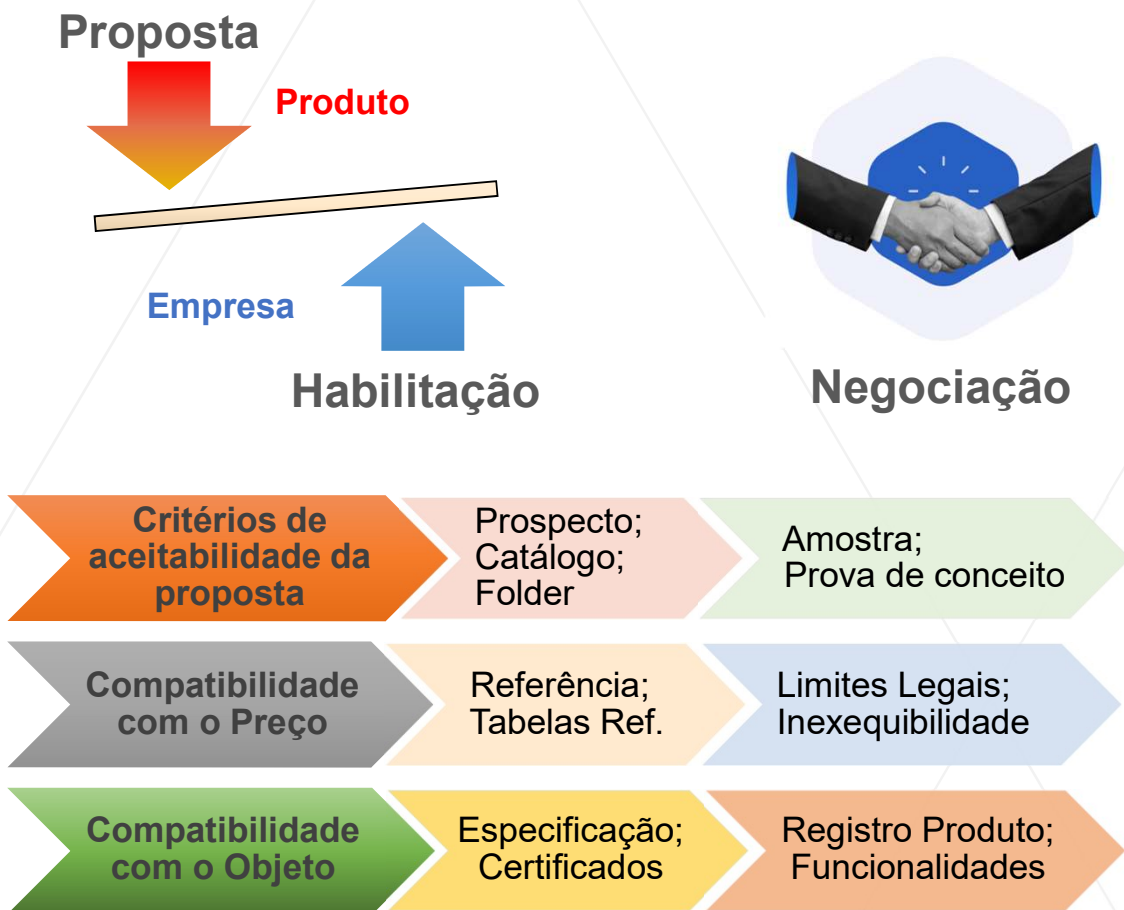 Proposta
Produto
Empresa
Habilitação
Negociação
Critérios de
aceitabilidade da
proposta
Prospecto;
Catálogo;
Folder
Amostra;
Prova de conceito
Compatibilidade
com o Preço
Referência;
Tabelas Ref.
Limites Legais;
Inexequibilidade
Compatibilidade
com o Objeto
Especificação;
Certificados
Registro Produto;
Funcionalidades